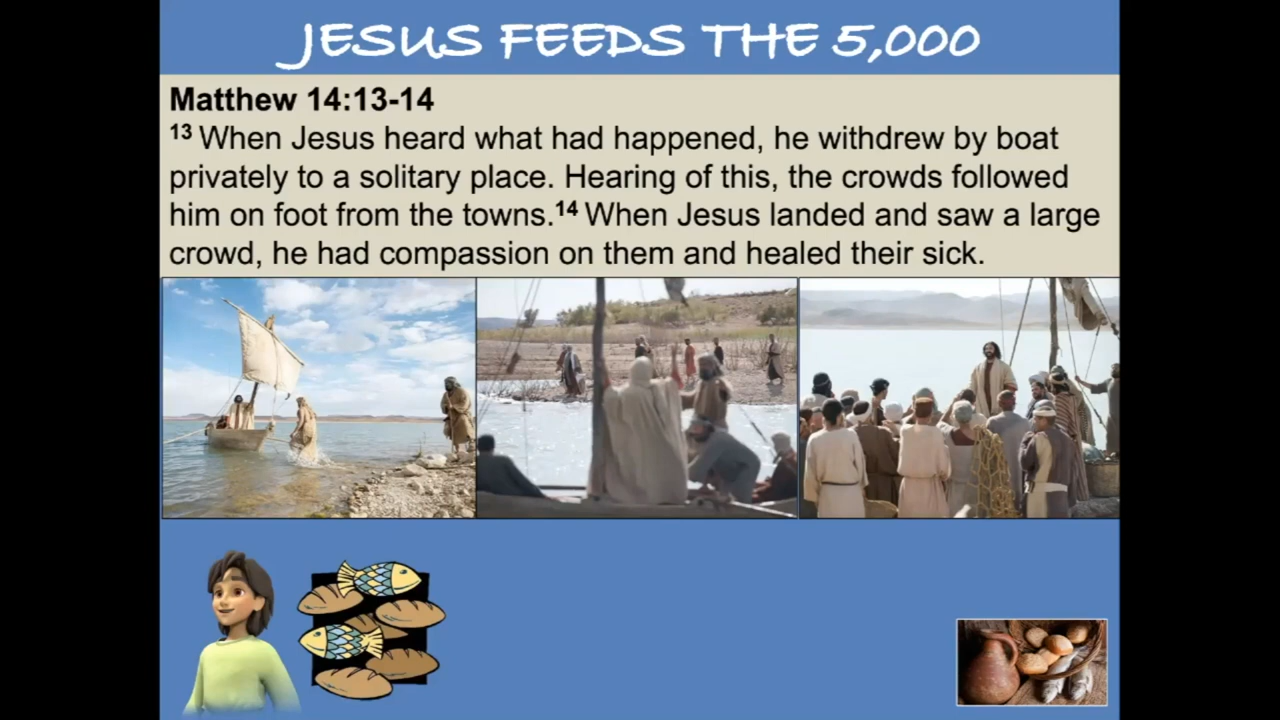 JESUS FEEDS THE 5,000
Matthew 14:13-14
13 When Jesus heard what had happened, he withdrew by boat
privately to a solitary place. Hearing of this, the crowds followed
him on foot from the towns.14 When Jesus landed and saw a large
crowd, he had compassion on them and healed their sick.